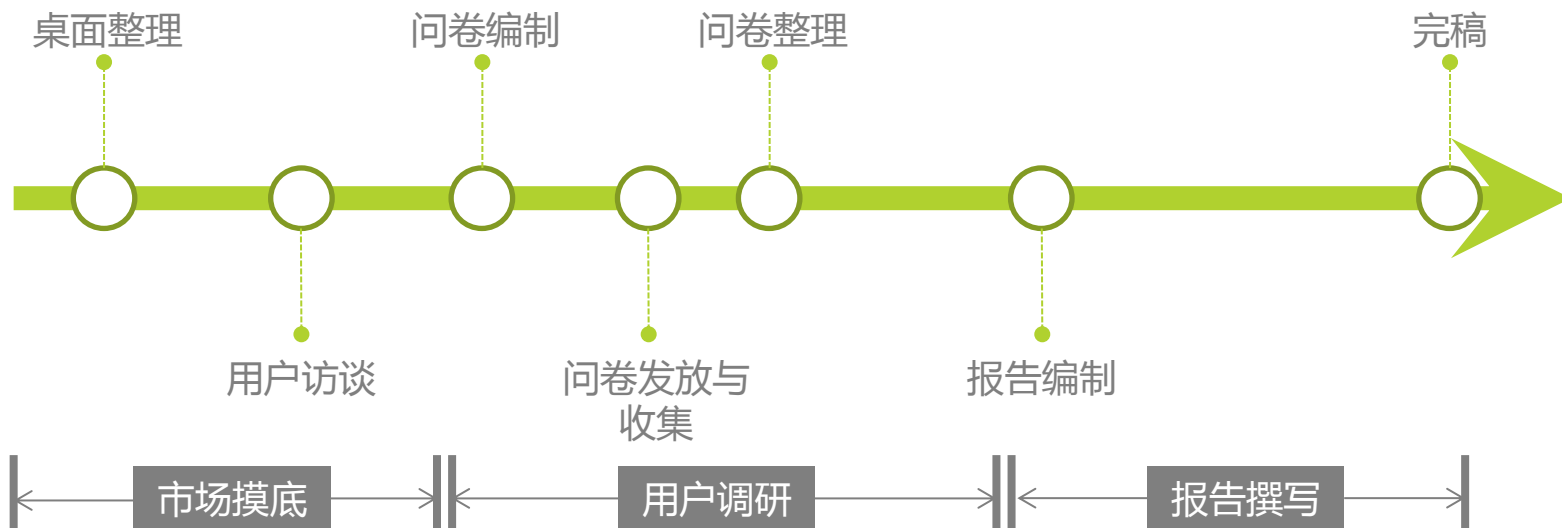 桌面整理
问卷编制
问卷整理
完稿
用户访谈
问卷发放与
收集
报告编制
市场摸底
用户调研
报告撰写